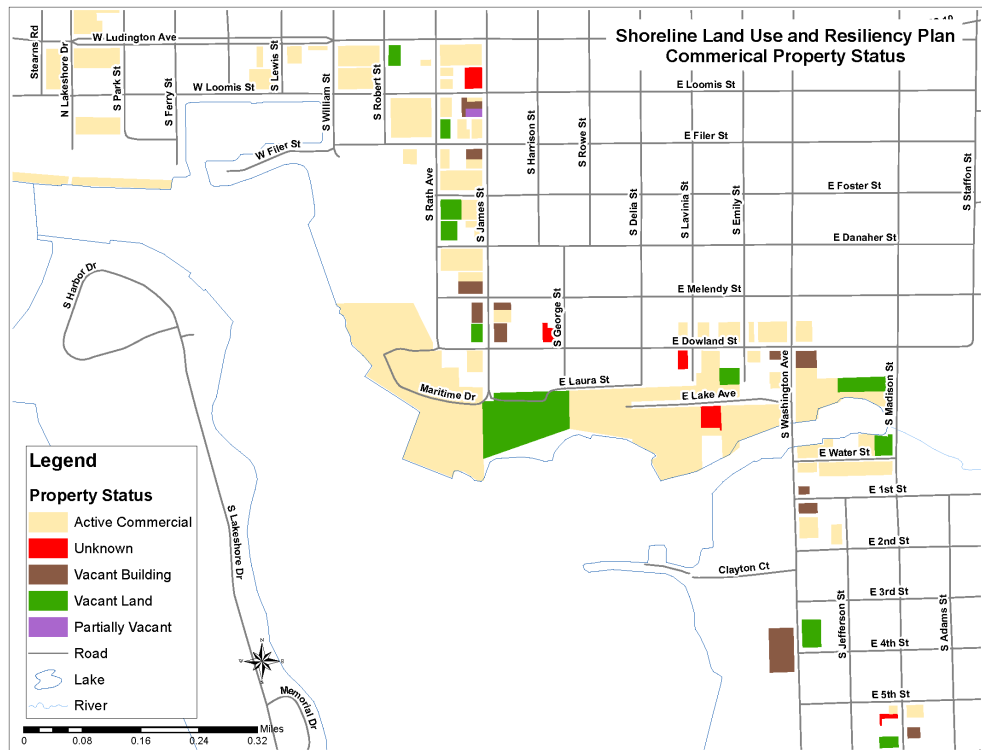 Shoreline Land Use and Resiliency Plan
Commerical Property Status
Stearns Rd
N Lakeshore Dr
W Ludington Ave
S Park St
S Ferry St
W Loomis St
S Lewis St
S William St
S Robert St
E Loomis St
W Filer St
E Filer St
S Harrison St
S Rowe St
S Rath Ave
S James St
S Delia St
S Lavinia St
S Emily St
E Foster St
S Staffon St
E Danaher St
S Harbor Dr
E Melendy St
S George St
E Dowland St
Maritime Dr
E Laura St
E Lake Ave
S Washington Ave
S Madison St
E Water St
E 1st St
E 2nd St
Clayton Ct
E 3rd St
S Jefferson St
S Adams St
E 4th St
E 5th St
S Lakeshore Dr
Memorial Dr
Legend
Property Status
Active Commercial
Unknown
Vacant Building
Vacant Land
Partially Vacant
Road
Lake
River
N
W
E
S
Miles
0 0.08 0.16 0.24 0.32